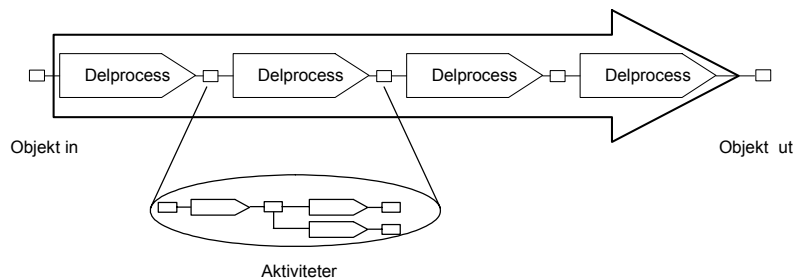 Delprocess
Delprocess
Delprocess
Delprocess
Objekt in
Objekt ut
Aktiviteter